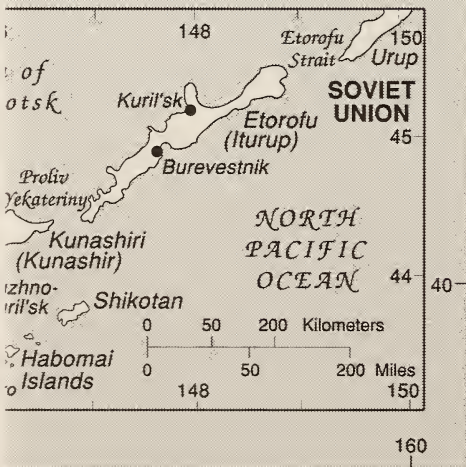 148
150
Etorofu
Strait
Urup
of
otsk
Kuril'sk
SOVIET
UNION
Etorofu
(Iturup)
45
Burevestnik
Proliv
Yekateriny
NORTH
PACIFIC
OCEAN
Kunashiri
(Kunashir)
44
40
uril'sk
Shikotan
0 50 200 Kilometers
0 50 200 Miles
Habomai
Islands
148
150
160